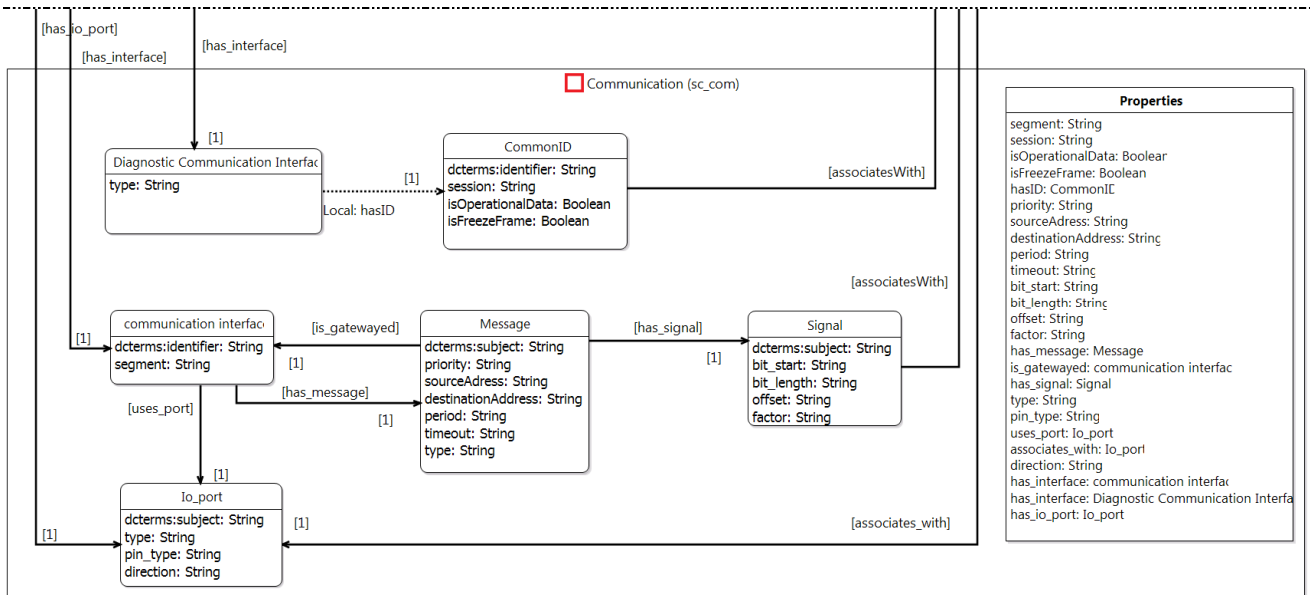 [has_io_port]
[has_interface]
[has_interface]
Communication (sc_com)
[1]
Diagnostic Communication Interfac
type: String
[1]
Local: hasID
CommonID
dcterms:identifier: String
session: String
isOperationalData: Boolean
isFreezeFrame: Boolean
[associatesWith]
[associatesWith]
[1]
communication interfac
dcterms:identifier: String
segment: String
[is_gatewayed]
[1]
[has_message]
[1]
Message
dcterms:subject: String
priority: String
sourceAdress: String
destinationAddress: String
period: String
timeout: String
type: String
[has_signal]
[1]
Signal
dcterms:subject: String
bit_start: String
bit_length: String
offset: String
factor: String
[uses_port]
[1]
Io_port
dcterms:subject: String
type: String
pin_type: String
direction: String
[1]
[1]
[associates_with]
Properties
segment: String
session: String
isOperationalData: Boolear
isFreezeFrame: Boolean
hasID: CommonID
priority: String
sourceAdress: String
destinationAddress: String
period: String
timeout: String
bit_start: String
bit_length: String
offset: String
factor: String
has_message: Message
is_gatewayed: communication interfac
has_signal: Signal
type: String
pin_type: String
uses_port: Io_port
associates_with: Io_port
direction: String
has_interface: communication interfac
has_interface: Diagnostic Communication Interfa
has_io_port: Io_port